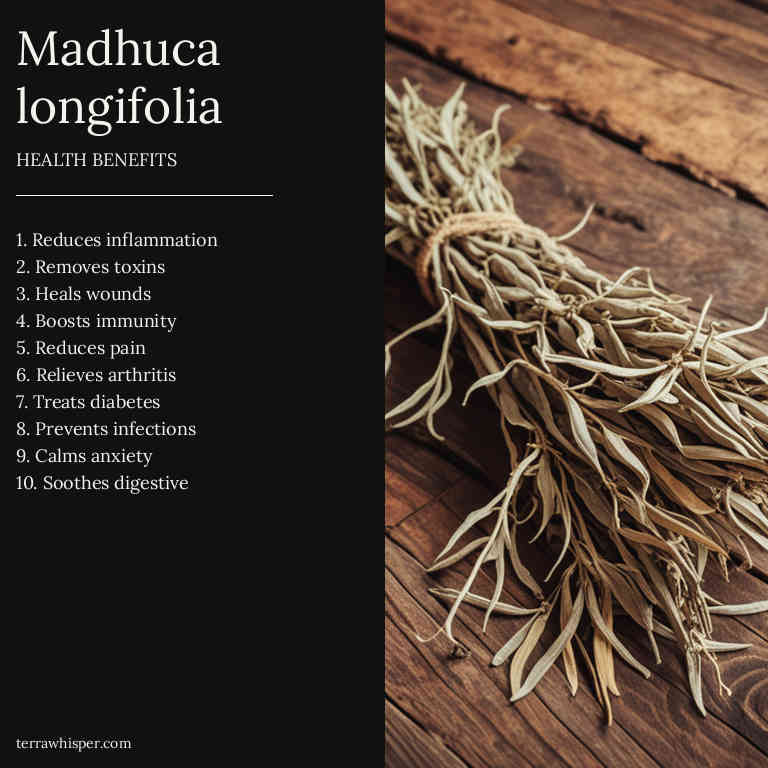 Madhuca
longifolia
HEALTH BENEFITS
1. Reduces inflammation
2. Removes toxins
3. Heals wounds
4. Boosts immunity
5. Reduces pain
6. Relieves arthritis
7. Treats diabetes
8. Prevents infections
9. Calms anxiety
10. Soothes digestive
terrawhisper.com